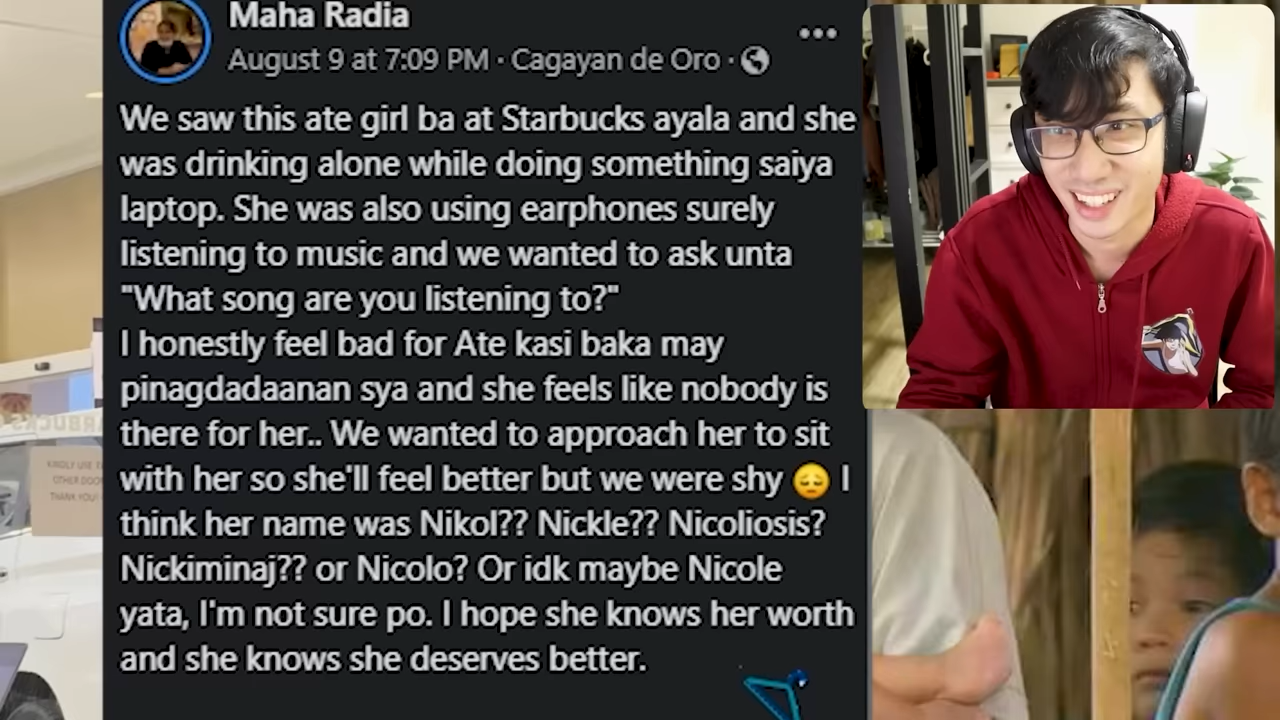 Maha Radia
August 9 at 7:09 PM · Cagayan de Oro ·
We saw this ate girl ba at Starbucks ayala and she
was drinking alone while doing something saiya
laptop. She was also using earphones surely
listening to music and we wanted to ask unta
"What song are you listening to?"
I honestly feel bad for Ate kasi baka may
pinagdadaanan sya and she feels like nobody is
there for her.. We wanted to approach her to sit
with her so she'll feel better but we were shy 😔 I
think her name was Nikol?? Nickle?? Nicoliosis?
Nickiminaj?? or Nicolo? Or idk maybe Nicole
yata, I'm not sure po. I hope she knows her worth
and she knows she deserves better.
KINDLY USE
OTHER DOOR
THANK YOU